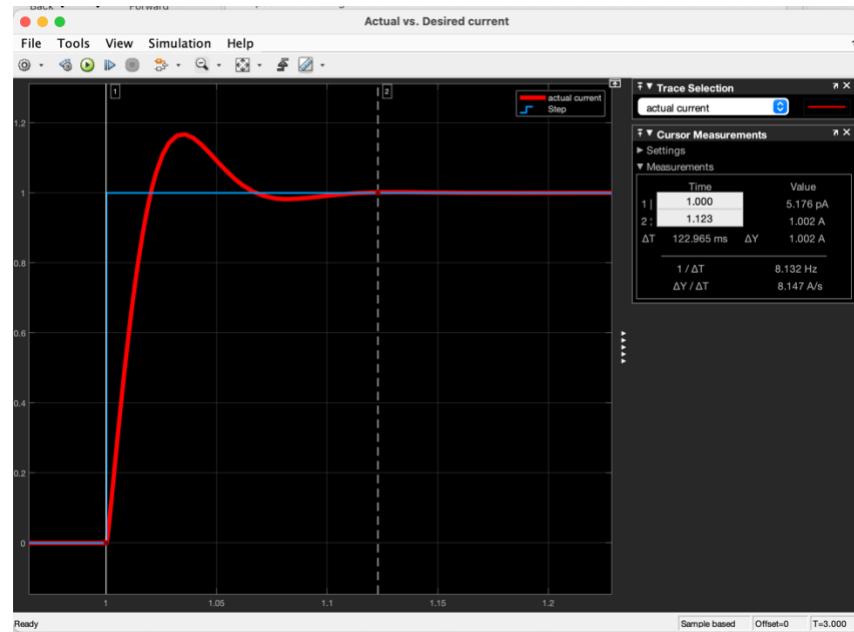 Back
Forward
Actual vs. Desired current
File Tools View Simulation Help
1
2
actual current
Step
1.2
1
0.8
0.6
0.4
0.2
0
1
1.05
1.1
1.15
1.2
Trace Selection
actual current
Cursor Measurements
Settings
Measurements
Time Value
1 | 1.000 5.176 pA
2 1.123 1.002 A
ΔT 122.965 ms ΔY 1.002 A
1 / ΔT 8.132 Hz
ΔY / ΔT 8.147 A/s
Ready
Sample based Offset=0 T=3.000